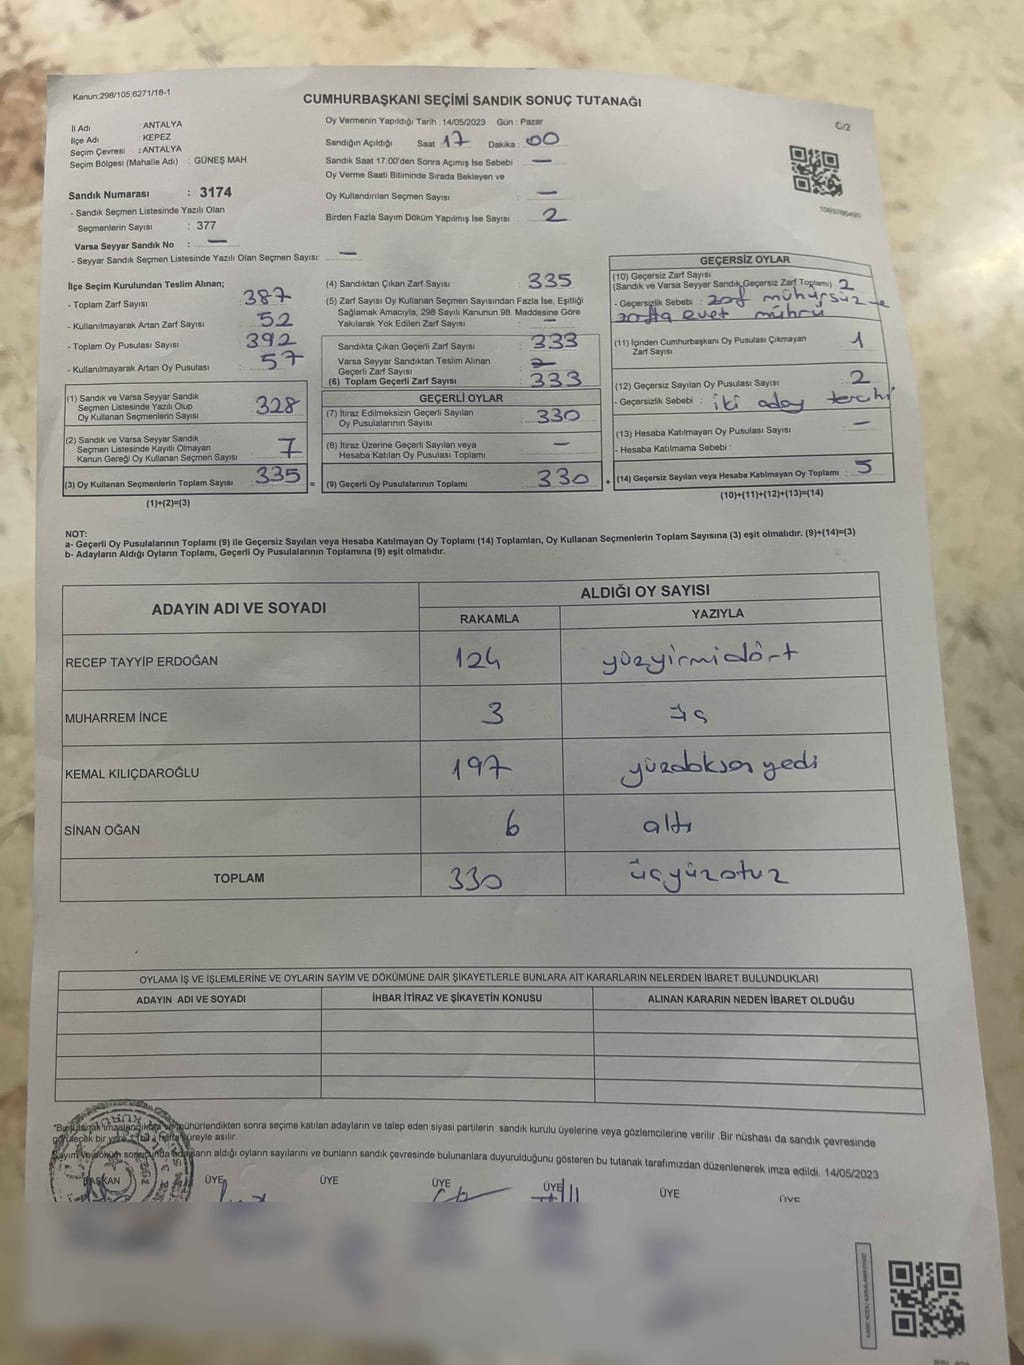 Kanun:298/105,6271/18-1
CUMHURBAŞKANI SEÇİMİ SANDIK SONUÇ TUTANAĞI
C/2
İl Adı : ANTALYA
İlçe Adı : KEPEZ
Seçim Çevresi : ANTALYA
Seçim Bölgesi (Mahalle Adı) : GÜNEŞ MAH.
Oy Vermenin Yapıldığı Tarih : 14/05/2023 Gün : Pazar
Sandığın Açıldığı Saat : 17 Dakika : 00
Sandık Saat 17:00'den Sonra Açımış İse Sebebi : —
Oy Verme Saati Bitiminde Sırada Bekleyen ve
Oy Kullandırılan Seçmen Sayısı : —
Birden Fazla Sayım Döküm Yapılmış İse Sayısı : 2
Sandık Numarası : 3174
- Sandık Seçmen Listesinde Yazılı Olan
Seçmenlerin Sayısı : 377
Varsa Seyyar Sandık No : —
- Seyyar Sandık Seçmen Listesinde Yazılı Olan Seçmen Sayısı: —
İlçe Seçim Kurulundan Teslim Alınan;
- Toplam Zarf Sayısı : 387
- Kullanılmayarak Artan Zarf Sayısı : 52
- Toplam Oy Pusulası Sayısı : 392
- Kullanılmayarak Artan Oy Pusulası : 57
(1) Sandık ve Varsa Seyyar Sandık
Seçmen Listesinde Yazılı Olup
Oy Kullanan Seçmenlerin Sayısı : 328
(2) Sandık ve Varsa Seyyar Sandık
Seçmen Listesinde Kayıtlı Olmayan
Kanun Gereği Oy Kullanan Seçmen Sayısı : 7
(3) Oy Kullanan Seçmenlerin Toplam Sayısı : 335 =
(1)+(2)=(3)
(4) Sandıktan Çıkan Zarf Sayısı : 335
(5) Zarf Sayısı Oy Kullanan Seçmen Sayısından Fazla İse, Eşitliği
Sağlamak Amacıyla, 298 Sayılı Kanunun 98. Maddesine Göre
Yakılarak Yok Edilen Zarf Sayısı : —
Sandıkta Çıkan Geçerli Zarf Sayısı : 333
Varsa Seyyar Sandıktan Teslim Alınan
Geçerli Zarf Sayısı :
(6) Toplam Geçerli Zarf Sayısı : 333
GEÇERLİ OYLAR
(7) İtiraz Edilmeksizin Geçerli Sayılan
Oy Pusulalarının Sayısı : 330
(8) İtiraz Üzerine Geçerli Sayılan veya
Hesaba Katılan Oy Pusulası Toplamı : —
(9) Geçerli Oy Pusulalarının Toplamı : 330 +
GEÇERSİZ OYLAR
(10) Geçersiz Zarf Sayısı
(Sandık ve Varsa Seyyar Sandık Geçersiz Zarf Toplamı) 2
- Geçersizlik Sebebi : zarf mühürsüz ve
zarfta evet mührü
(11) İçinden Cumhurbaşkanı Oy Pusulası Çıkmayan
Zarf Sayısı : 1
(12) Geçersiz Sayılan Oy Pusulası Sayısı : 2
- Geçersizlik Sebebi : iki aday tercihi
(13) Hesaba Katılmayan Oy Pusulası Sayısı : —
- Hesaba Katılmama Sebebi :
(14) Geçersiz Sayılan veya Hesaba Katılmayan Oy Toplamı : 5
(10)+(11)+(12)+(13)=(14)
NOT:
a- Geçerli Oy Pusulalarının Toplamı (9) ile Geçersiz Sayılan veya Hesaba Katılmayan Oy Toplamı (14) Toplamları, Oy Kullanan Seçmenlerin Toplam Sayısına (3) eşit olmalıdır. (9)+(14)=(3)
b- Adayların Aldığı Oyların Toplamı, Geçerli Oy Pusulalarının Toplamına (9) eşit olmalıdır.
ADAYIN ADI VE SOYADI
ALDIĞI OY SAYISI
RAKAMLA YAZIYLA
RECEP TAYYİP ERDOĞAN 124 yüzyirmidört
MUHARREM İNCE 3 üç
KEMAL KILIÇDAROĞLU 197 yüzdoksan yedi
SİNAN OĞAN 6 altı
TOPLAM 330 üçyüzotuz
OYLAMA İŞ VE İŞLEMLERİNE VE OYLARIN SAYIM VE DÖKÜMÜNE DAİR ŞİKAYETLERLE BUNLARA AİT KARARLARIN NELERDEN İBARET BULUNDUKLARI
ADAYIN ADI VE SOYADI İHBAR İTİRAZ VE ŞİKAYETİN KONUSU ALINAN KARARIN NEDEN İBARET OLDUĞU
"Bu tutanak imzalandıktan ve mühürlendikten sonra seçime katılan adayların ve talep eden siyasi partilerin sandık kurulu üyelerine veya gözlemcilerine verilir .Bir nüshası da sandık çevresinde
görülecek bir yere 1 hafta süreyle asılır.
Sayım ve döküm sonucunda adayların aldığı oyların sayılarını ve bunların sandık çevresinde bulunanlara duyurulduğunu gösteren bu tutanak tarafımızdan düzenlenerek imza edildi. 14/05/2023
BAŞKAN ÜYE ÜYE ÜYE ÜYE ÜYE ÜYE